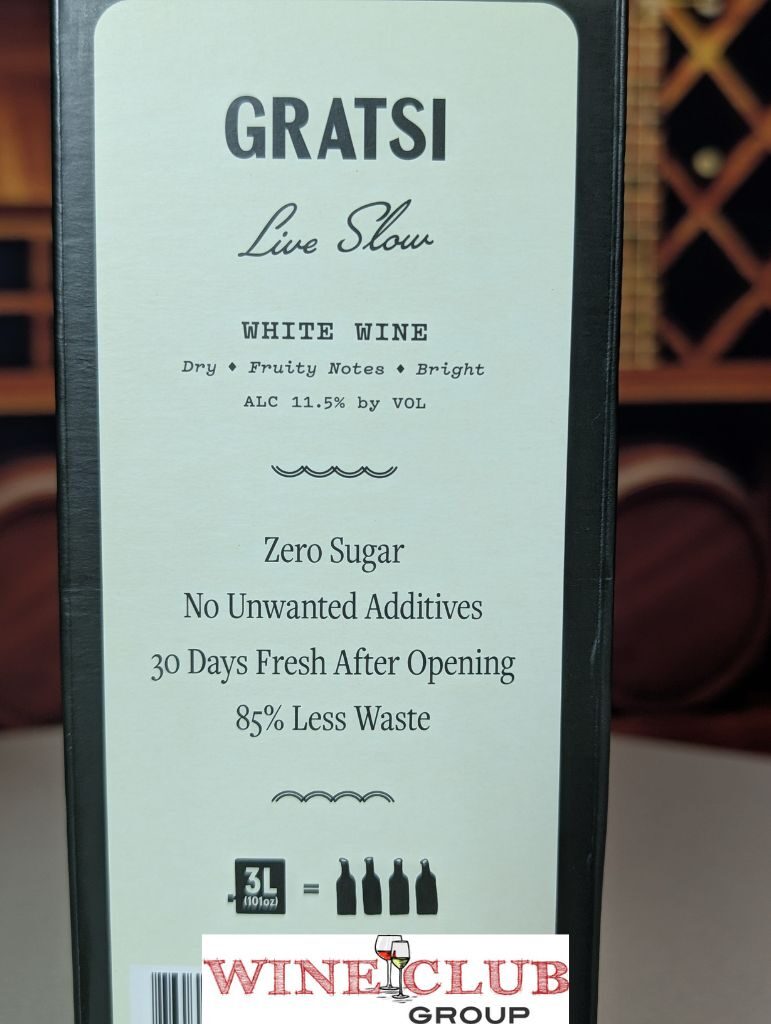 GRATSI
Live Slow
WHITE WINE
Dry ♦ Fruity Notes ♦ Bright
ALC 11.5% by VOL
Zero Sugar
No Unwanted Additives
30 Days Fresh After Opening
85% Less Waste
3L =
(101oz)
WINE CLUB
GROUP